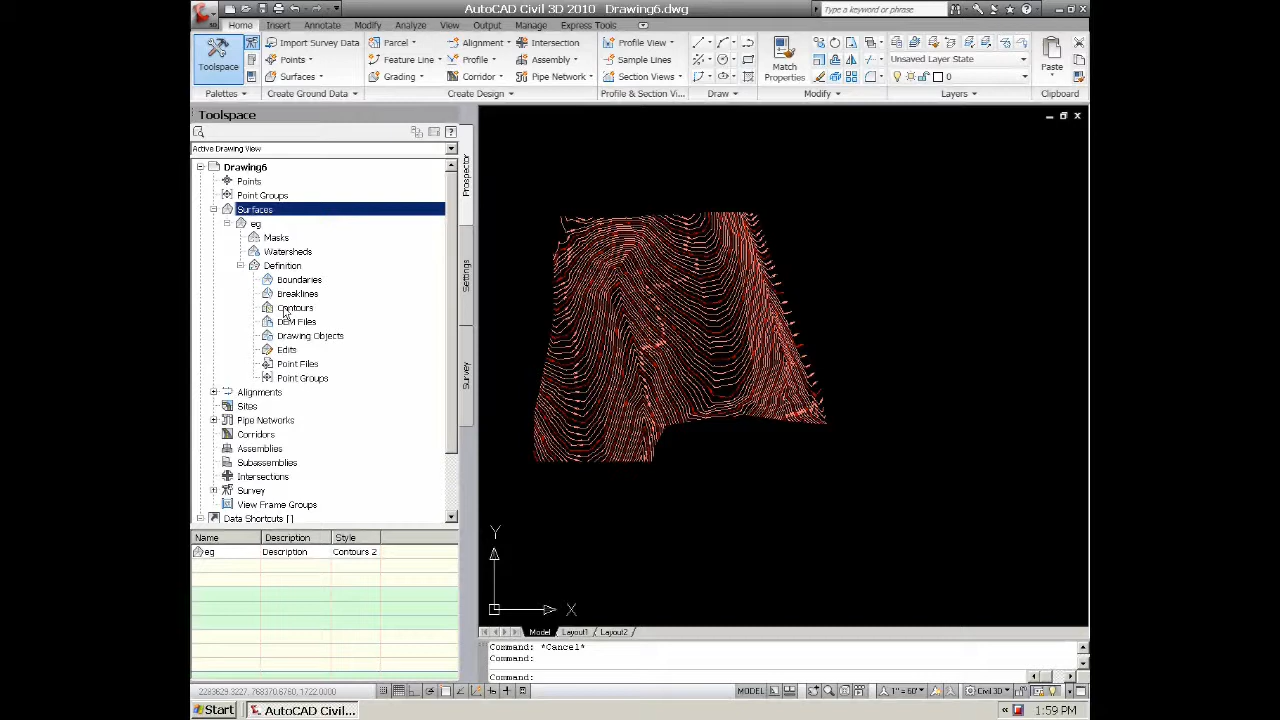 AutoCAD Civil 3D 2010 Drawing6.dwg
Type a keyword or phrase
Home Insert Annotate Modify Analyze View Output Manage Express Tools
Toolspace
Import Survey Data
Points
Surfaces
Parcel
Feature Line
Grading
Alignment
Profile
Corridor
Intersection
Assembly
Pipe Network
Profile View
Sample Lines
Section Views
Match
Properties
Unsaved Layer State
0
Paste
Palettes Create Ground Data Create Design Profile & Section Vi... Draw Modify Layers Clipboard
Toolspace
Active Drawing View
Drawing6
Points
Point Groups
Surfaces
eg
Masks
Watersheds
Definition
Boundaries
Breaklines
Contours
DEM Files
Drawing Objects
Edits
Point Files
Point Groups
Alignments
Sites
Pipe Networks
Corridors
Assemblies
Subassemblies
Intersections
Survey
View Frame Groups
Data Shortcuts []
Prospector
Settings
Survey
Name Description Style
eg Description Contours 2
Y
X
Model Layout1 Layout2
Command: *Cancel*
Command:
Command:
MODEL
1" = 60'
Civil 3D
Start
AutoCAD Civil...
1:59 PM